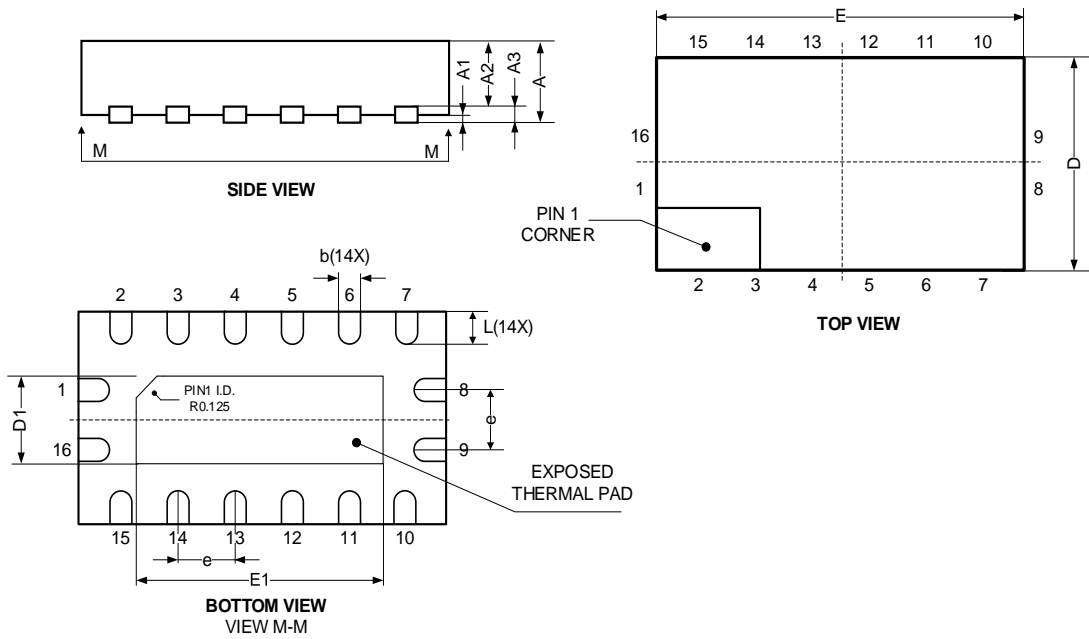 A1
A2
A3
A
M
M
SIDE VIEW
E
15 14 13 12 11 10
16
9
D
1
8
PIN 1
CORNER
2 3 4 5 6 7
TOP VIEW
b(14X)
2 3 4 5 6 7
L(14X)
D1
1
PIN1 I.D.
R0.125
8
e
16
9
EXPOSED
THERMAL PAD
15 14 13 12 11 10
e
E1
BOTTOM VIEW
VIEW M-M